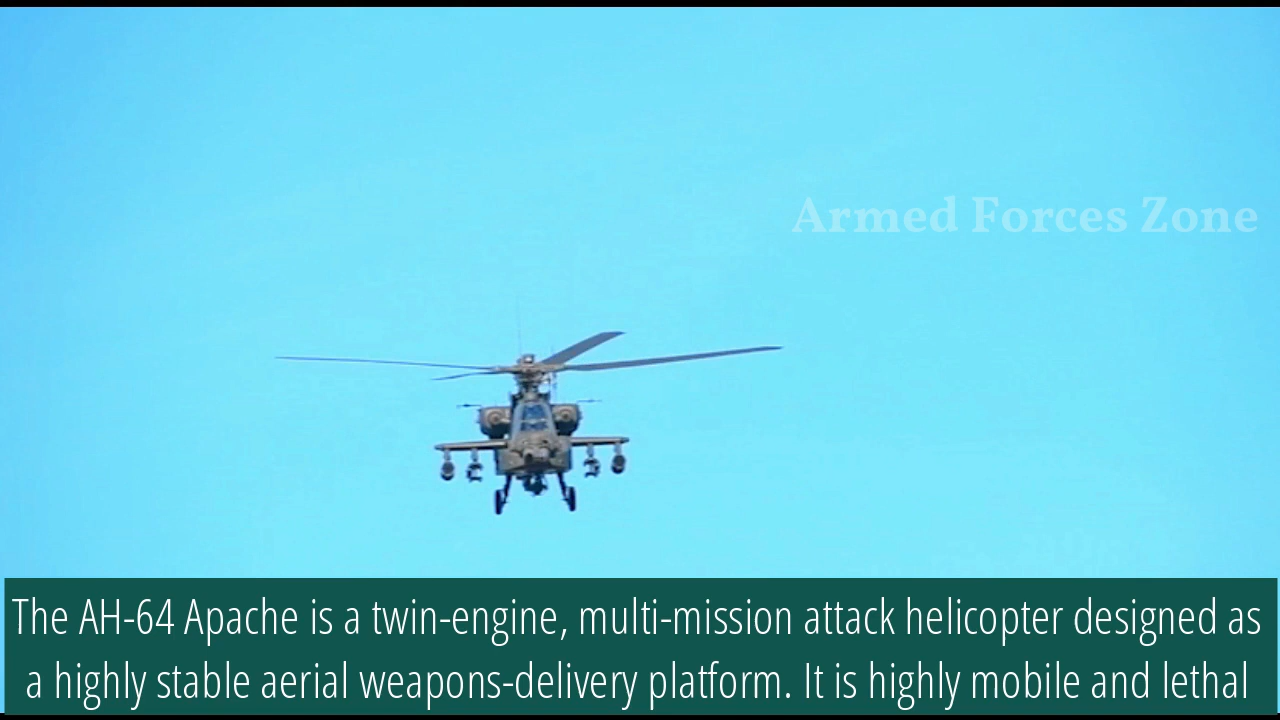 Armed Forces Zone
The AH-64 Apache is a twin-engine, multi-mission attack helicopter designed as
a highly stable aerial weapons-delivery platform. It is highly mobile and lethal